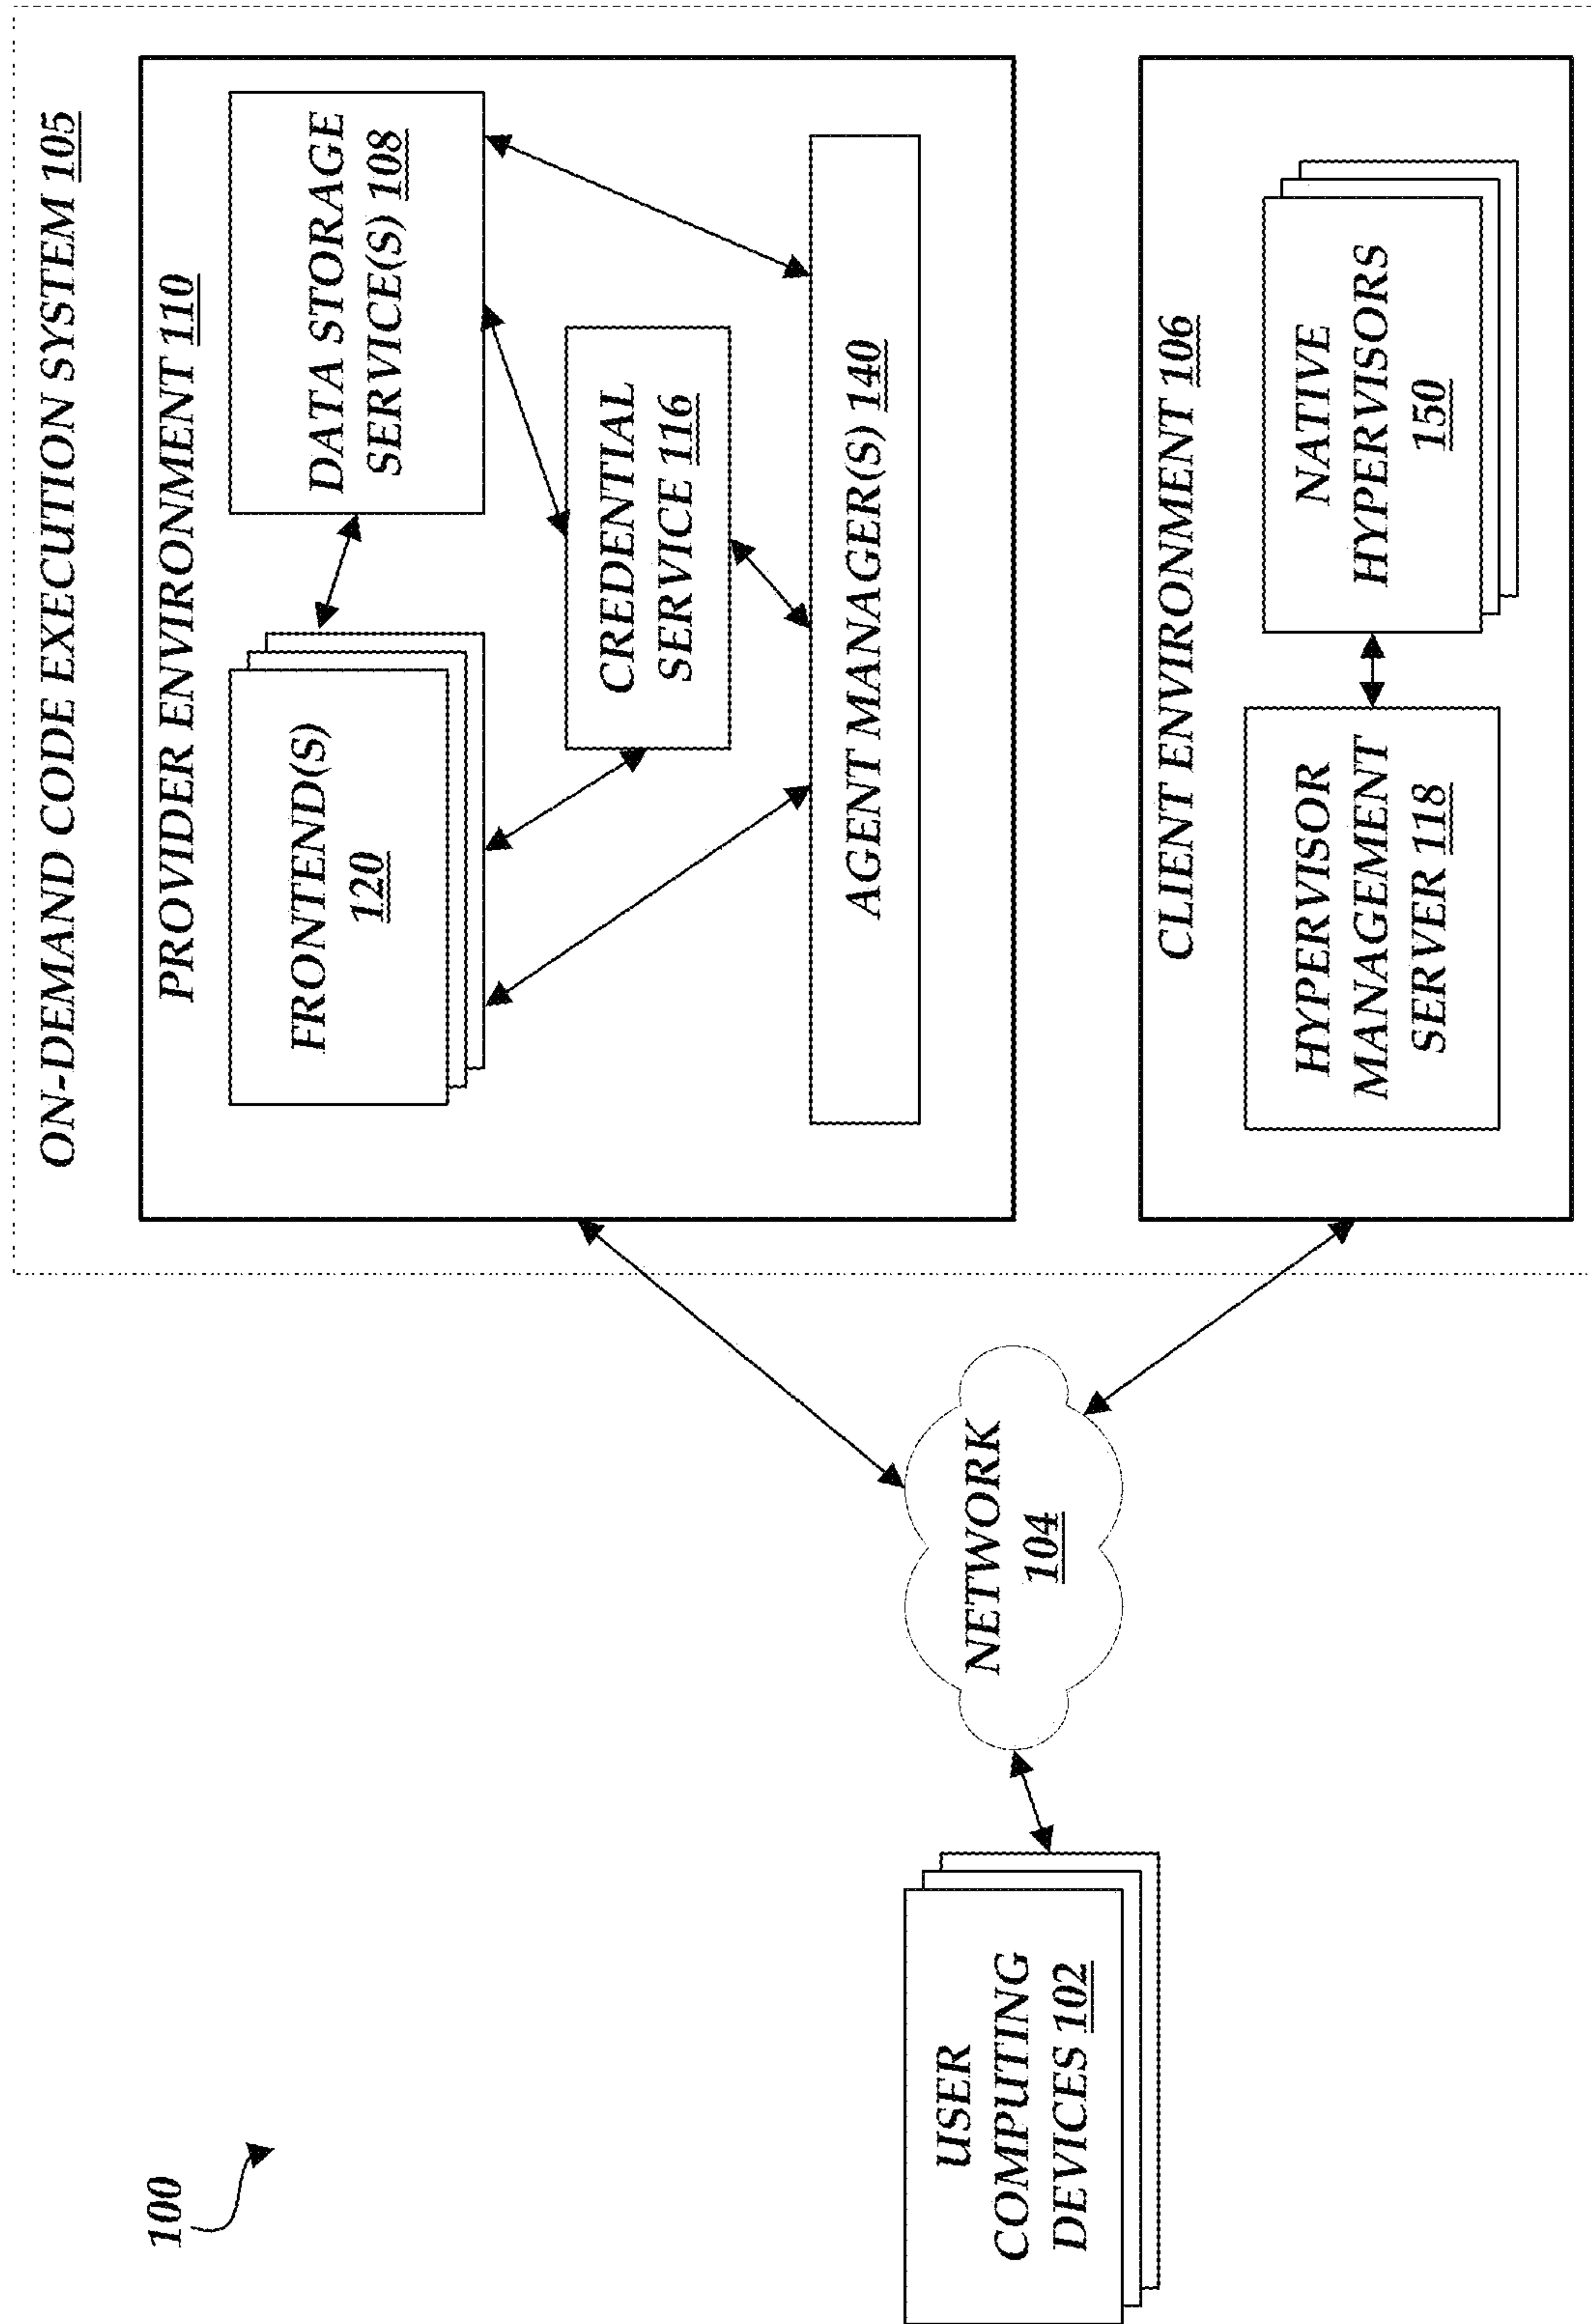 100
ON-DEMAND CODE EXECUTION SYSTEM 105
PROVIDER ENVIRONMENT 110
FRONTEND(S)
120
DATA STORAGE
SERVICE(S) 108
CREDENTIAL
SERVICE 116
AGENT MANAGER(S) 140
USER
COMPUTING
DEVICES 102
NETWORK
104
CLIENT ENVIRONMENT 106
HYPERVISOR
MANAGEMENT
SERVER 118
NATIVE
HYPERVISORS
150